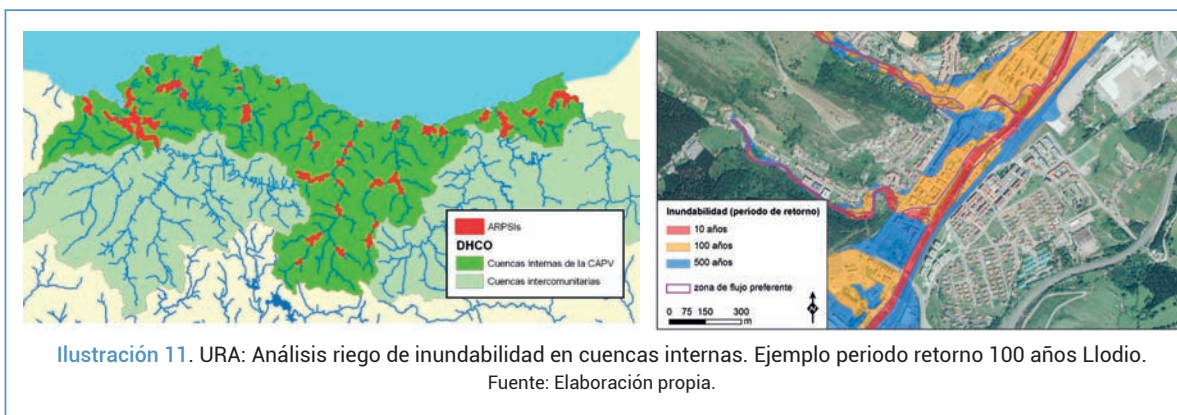 ARPSIs
DHCO
Cuencas internas de la CAPV
Cuencas intercomunitarias
Inundabilidad (periodo de retorno)
10 años
100 años
500 años
zona de flujo preferente
0 75 150 300
m
N
Ilustración 11. URA: Análisis riego de inundabilidad en cuencas internas. Ejemplo periodo retorno 100 años Llodio.
Fuente: Elaboración propia.